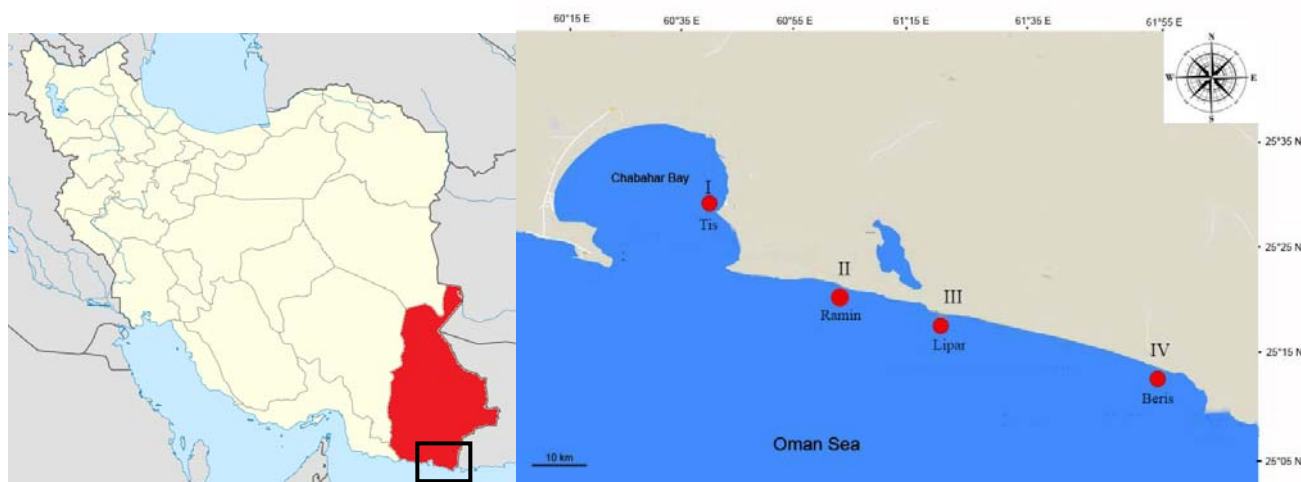 60°15 E 60°35 E 60°55 E 61°15 E 61°35 E 61°55 E
N
W E
S
25°35 N
Chabahar Bay
I
Tis
25°25 N
II
Ramin
III
Lipar
25°15 N
IV
Beris
Oman Sea
10 km
25°05 N